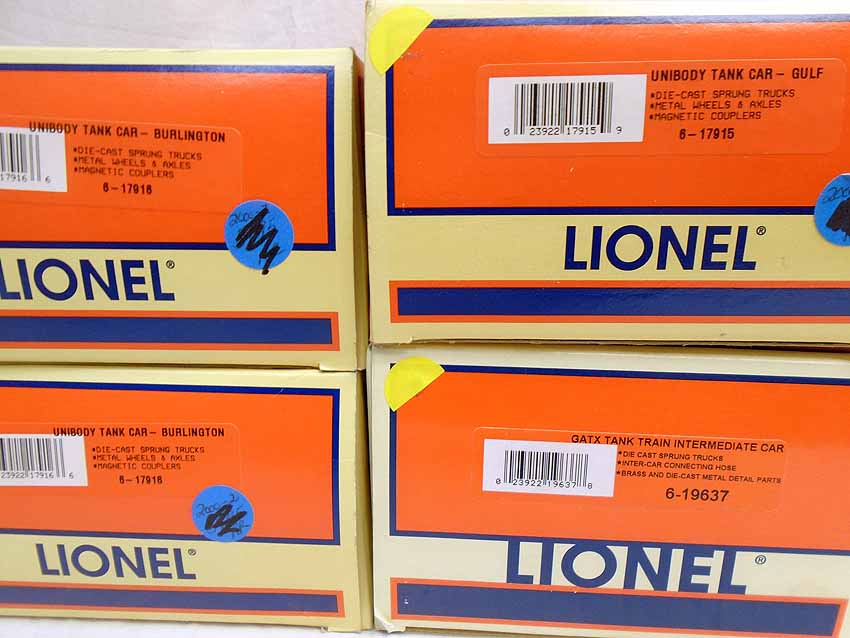 UNIBODY TANK CAR - BURLINGTON
*DIE-CAST SPRUNG TRUCKS
*METAL WHEELS & AXLES
*MAGNETIC COUPLERS
17916 6
6-17916
LIONEL®
UNIBODY TANK CAR - GULF
*DIE-CAST SPRUNG TRUCKS
*METAL WHEELS & AXLES
*MAGNETIC COUPLERS
0 23922 17915 9
6-17915
LIONEL®
UNIBODY TANK CAR - BURLINGTON
*DIE-CAST SPRUNG TRUCKS
*METAL WHEELS & AXLES
*MAGNETIC COUPLERS
23922 17916 6
6-17916
LIONEL®
GATX TANK TRAIN INTERMEDIATE CAR
*DIE CAST SPRUNG TRUCKS
*INTER-CAR CONNECTING HOSE
*BRASS AND DIE-CAST METAL DETAIL PARTS
0 23922 19637 8
6-19637
LIONEL®